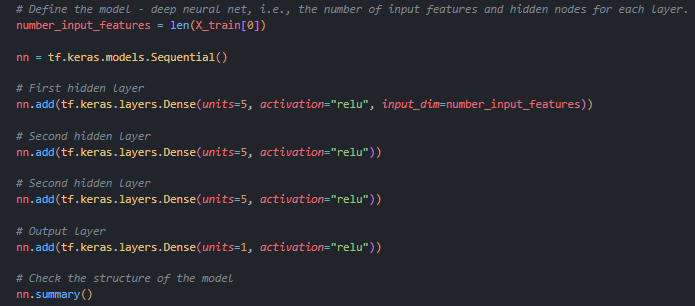 # Define the model - deep neural net, i.e., the number of input features and hidden nodes for each layer.
number_input_features = len(X_train[0])
nn = tf.keras.models.Sequential()
# First hidden layer
nn.add(tf.keras.layers.Dense(units=5, activation="relu", input_dim=number_input_features))
# Second hidden layer
nn.add(tf.keras.layers.Dense(units=5, activation="relu"))
# Second hidden layer
nn.add(tf.keras.layers.Dense(units=5, activation="relu"))
# Output layer
nn.add(tf.keras.layers.Dense(units=1, activation="relu"))
# Check the structure of the model
nn.summary()